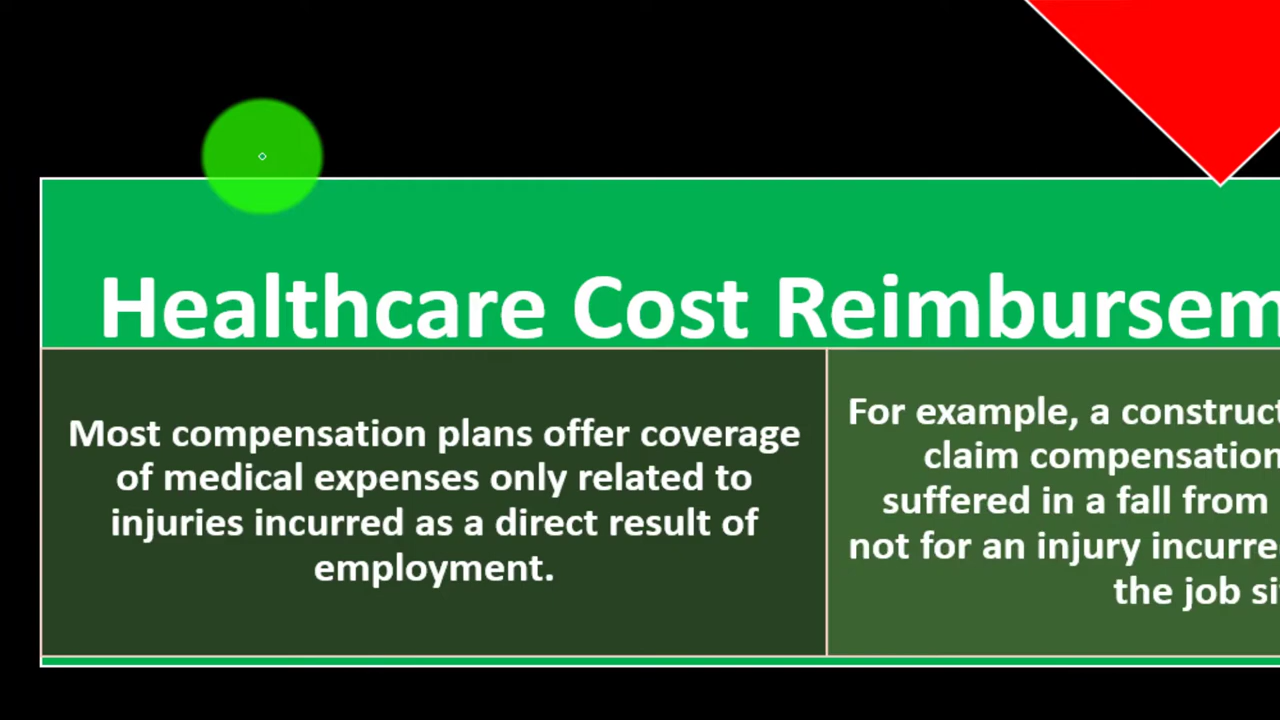 Healthcare Cost Reimbursem
Most compensation plans offer coverage
of medical expenses only related to
injuries incurred as a direct result of
employment.
For example, a construct
claim compensation
suffered in a fall from
not for an injury incurre
the job si